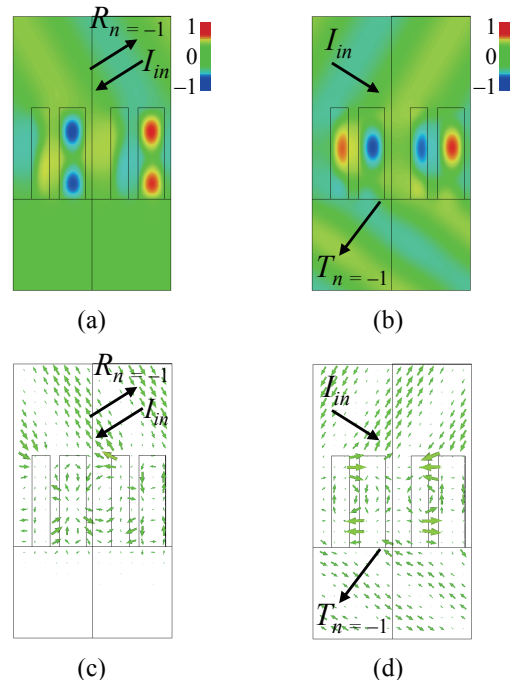 R_{n = −1}
I_{in}
1
0
−1
I_{in}
1
0
−1
T_{n = −1}
(a)
(b)
R_{n = −1}
I_{in}
I_{in}
T_{n = −1}
(c)
(d)